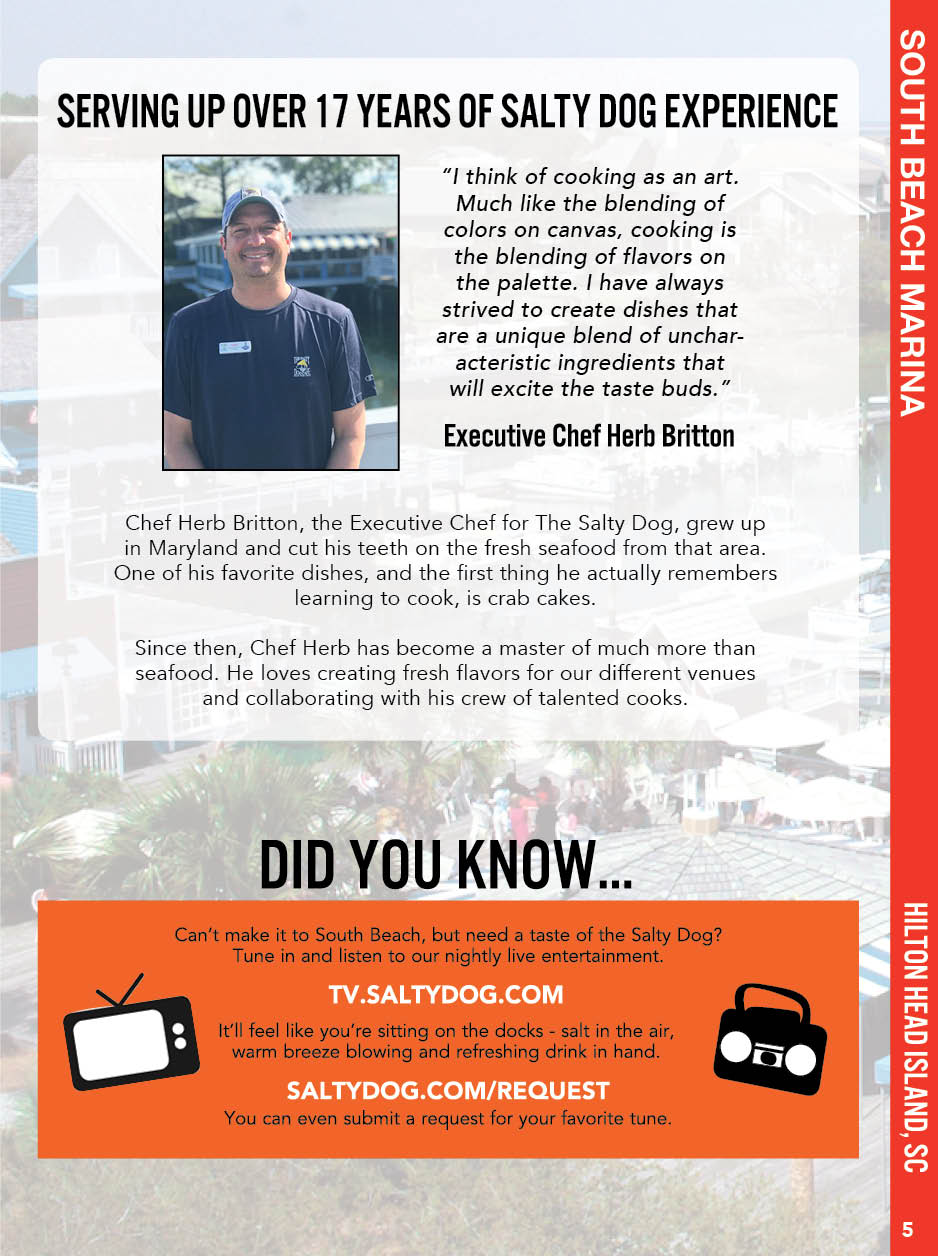 SERVING UP OVER 17 YEARS OF SALTY DOG EXPERIENCE
“I think of cooking as an art.
Much like the blending of
colors on canvas, cooking is
the blending of flavors on
the palette. I have always
strived to create dishes that
are a unique blend of unchar-
acteristic ingredients that
will excite the taste buds.”
Executive Chef Herb Britton
Chef Herb Britton, the Executive Chef for The Salty Dog, grew up
in Maryland and cut his teeth on the fresh seafood from that area.
One of his favorite dishes, and the first thing he actually remembers
learning to cook, is crab cakes.
Since then, Chef Herb has become a master of much more than
seafood. He loves creating fresh flavors for our different venues
and collaborating with his crew of talented cooks.
DID YOU KNOW...
Can’t make it to South Beach, but need a taste of the Salty Dog?
Tune in and listen to our nightly live entertainment.
TV.SALTYDOG.COM
It’ll feel like you’re sitting on the docks - salt in the air,
warm breeze blowing and refreshing drink in hand.
SALTYDOG.COM/REQUEST
You can even submit a request for your favorite tune.
SOUTH BEACH MARINA
HILTON HEAD ISLAND, SC
5